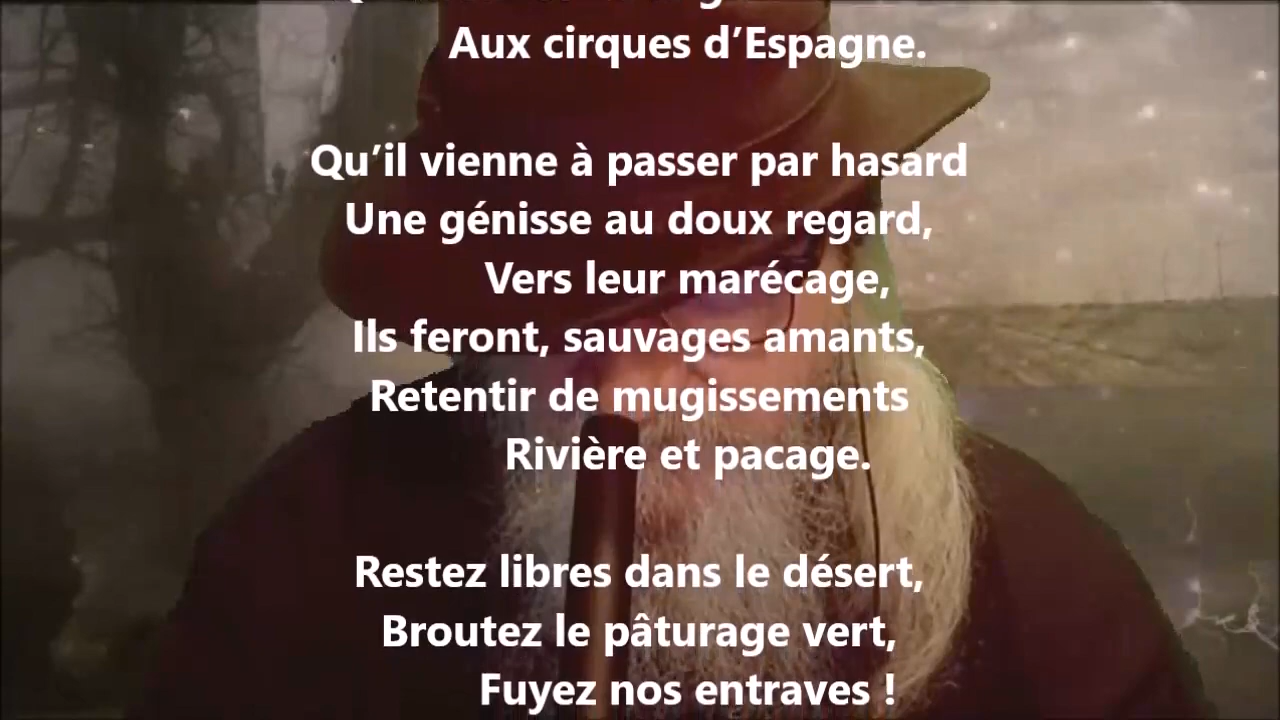 Aux cirques d’Espagne.
Qu’il vienne à passer par hasard
Une génisse au doux regard,
Vers leur marécage,
Ils feront, sauvages amants,
Retentir de mugissements
Rivière et pacage.
Restez libres dans le désert,
Broutez le pâturage vert,
Fuyez nos entraves !